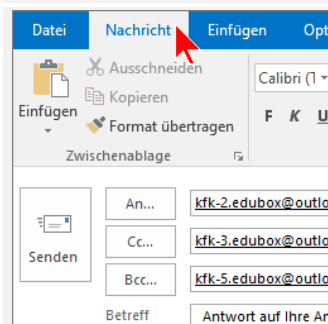 Datei Nachricht Einfügen Opt
Ausschneiden
Kopieren
Format übertragen
Einfügen
Calibri (T
F K U
Zwischenablage
Senden
An... kfk-2.edubox@outlo
Cc... kfk-3.edubox@outlo
Bcc... kfk-5.edubox@outlo
Betreff Antwort auf Ihre An